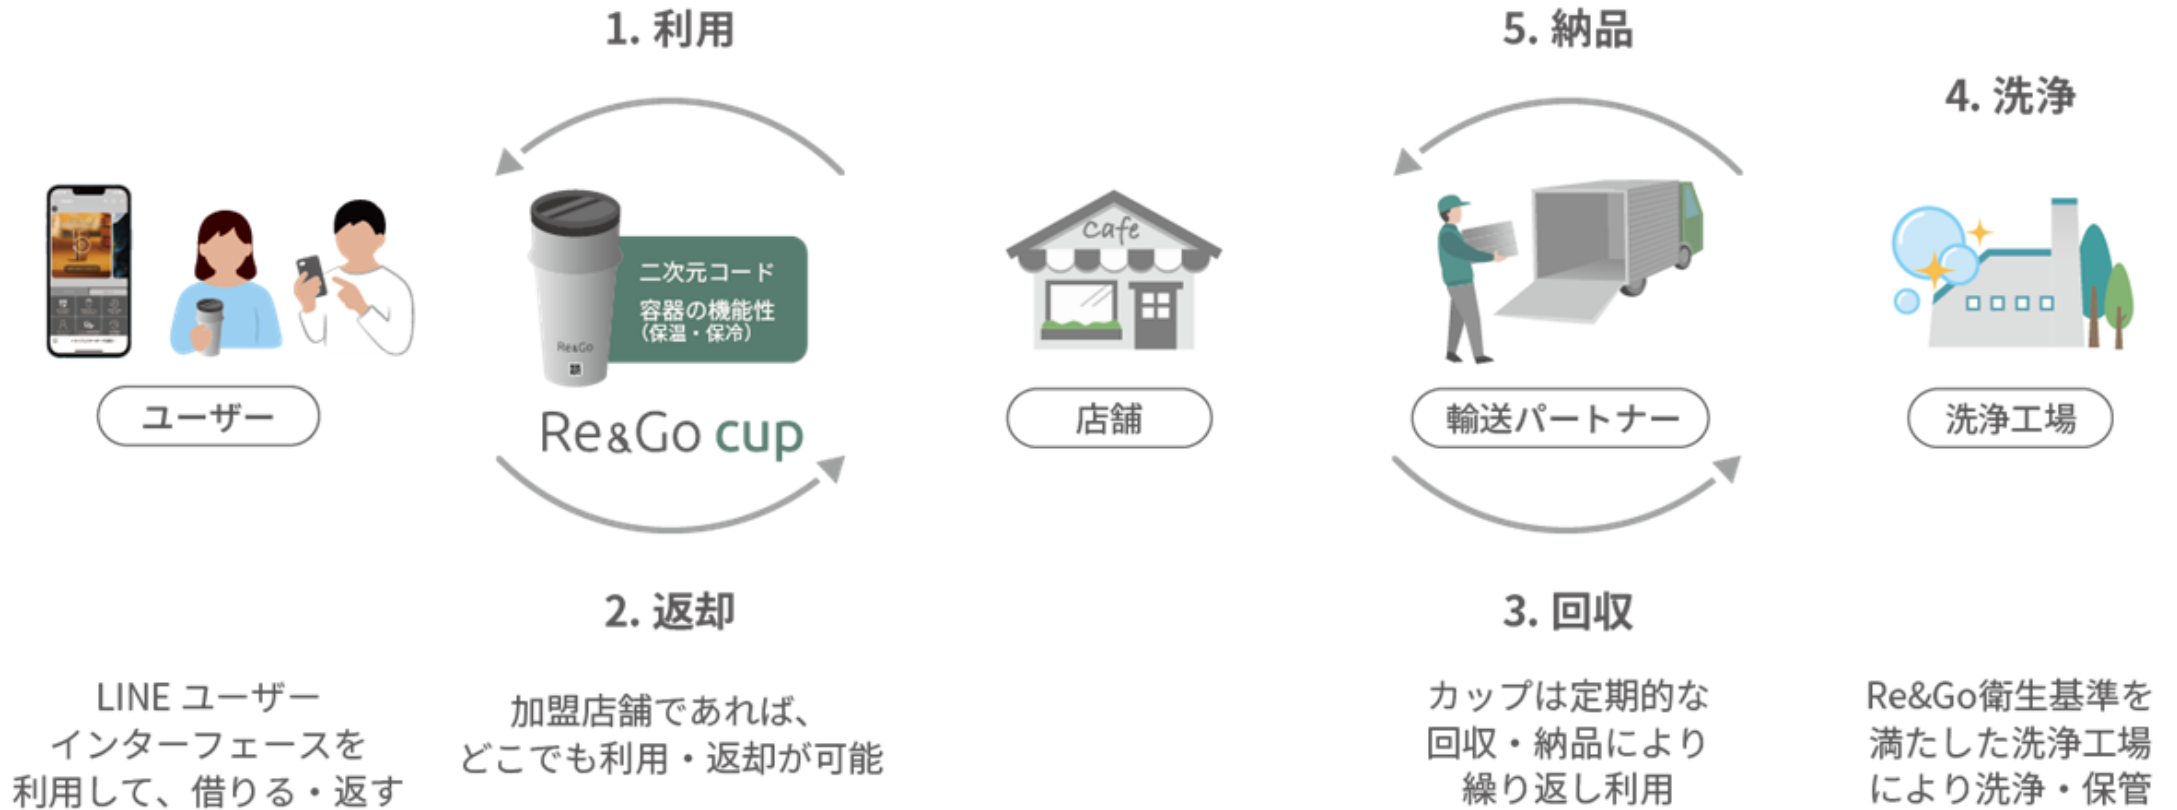 1. 利用
5. 納品
4. 洗浄
cafe
二次元コード
容器の機能性
（保温・保冷）
Re&Go
Re&Go cup
ユーザー
店舗
輸送パートナー
洗浄工場
2. 返却
3. 回収
LINE ユーザー
インターフェースを
利用して、借りる・返す
加盟店舗であれば、
どこでも利用・返却が可能
カップは定期的な
回収・納品により
繰り返し利用
Re&Go衛生基準を
満たした洗浄工場
により洗浄・保管